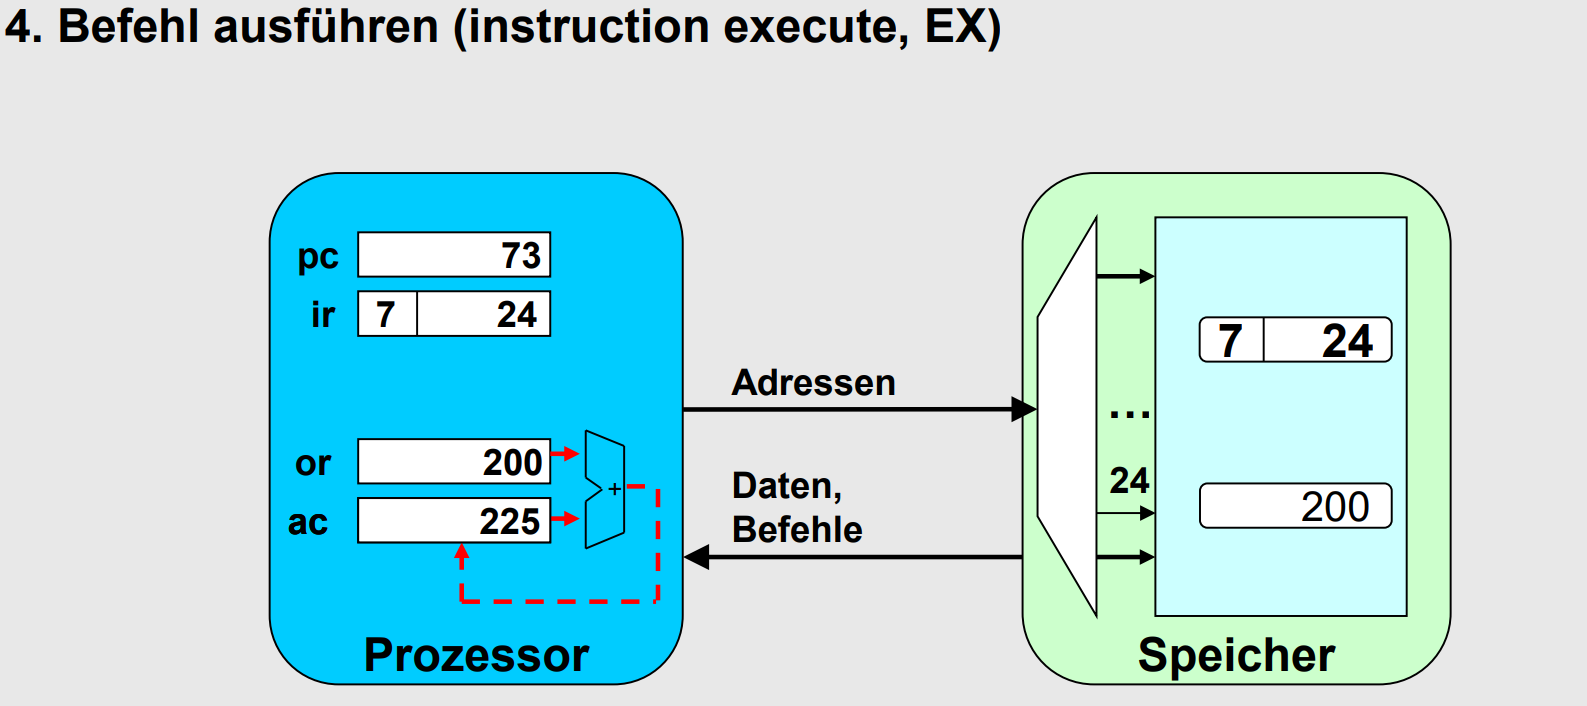 4. Befehl ausführen (instruction execute, EX)
pc 73
ir 7 24
or 200
ac 225
+
Prozessor
Adressen
Daten,
Befehle
7 24
...
24
200
Speicher